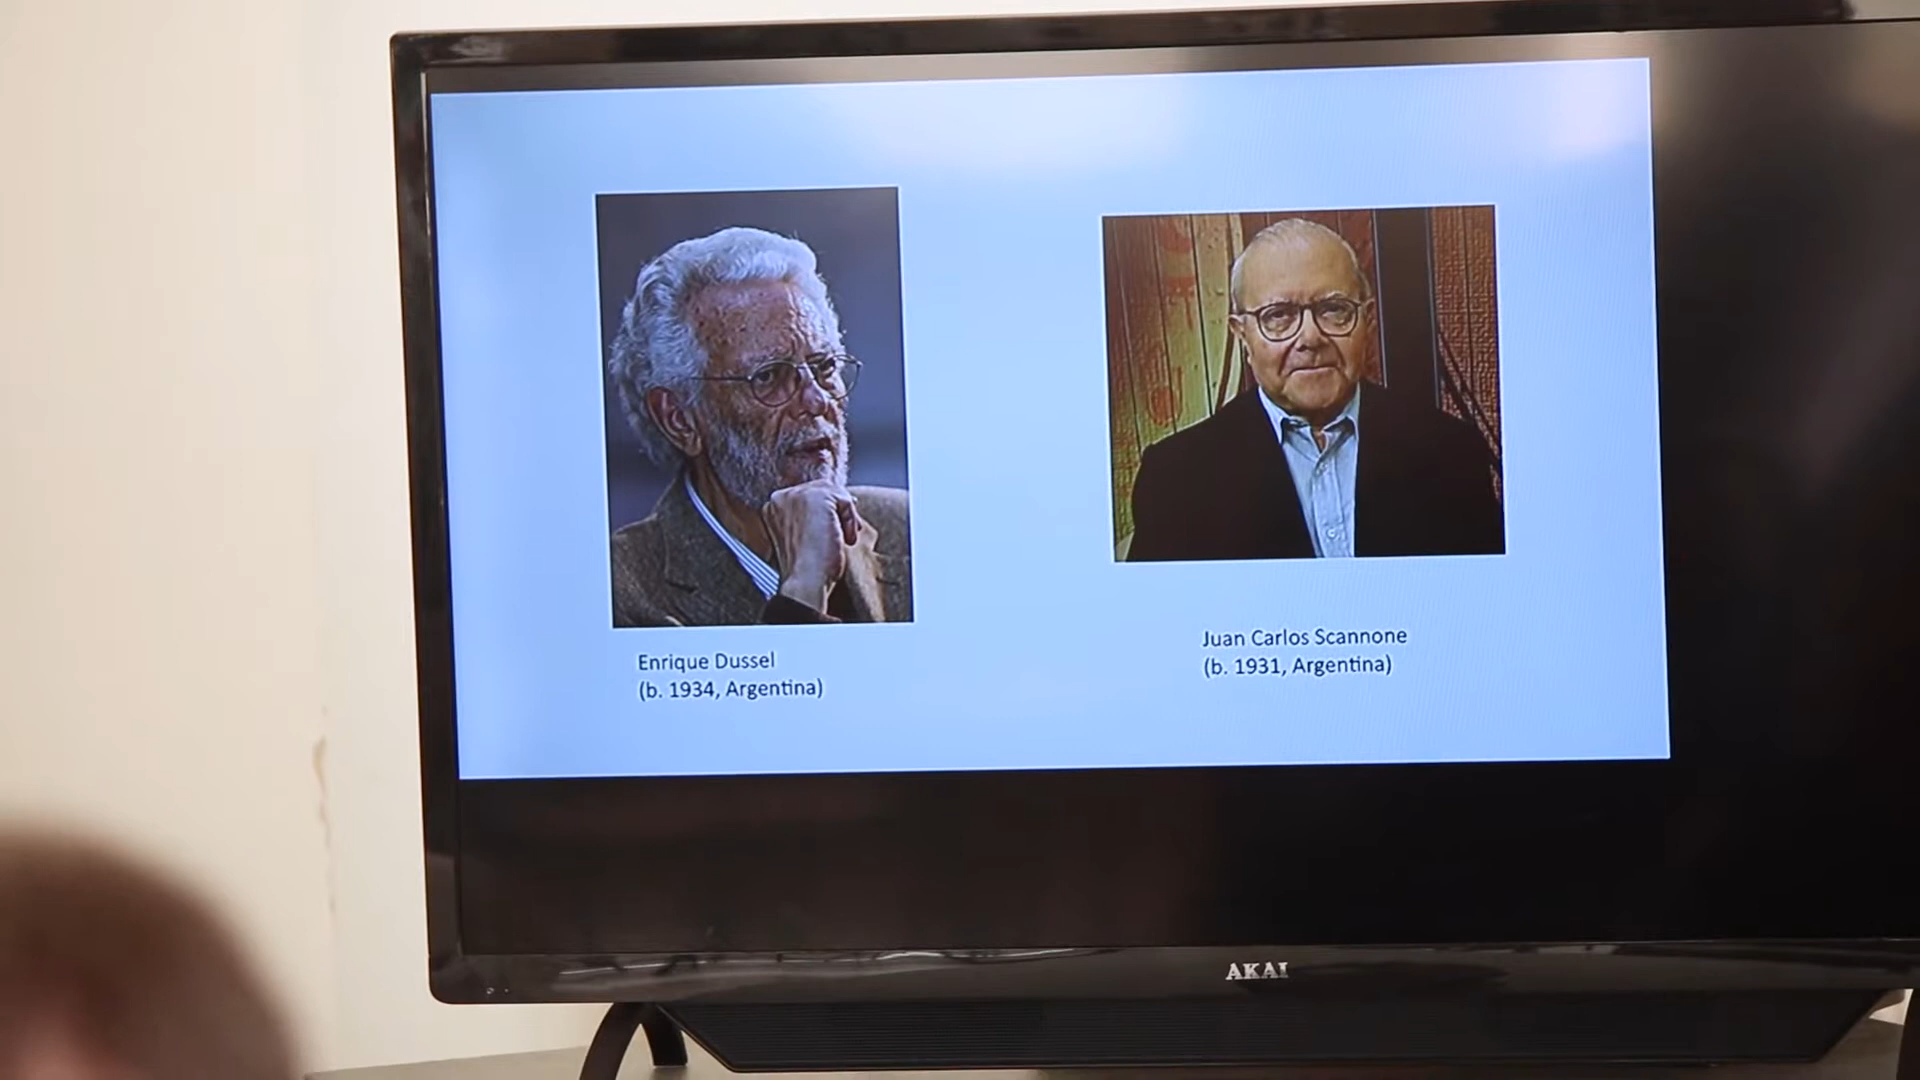 Enrique Dussel
(b. 1934, Argentina)
Juan Carlos Scannone
(b. 1931, Argentina)
AKAI